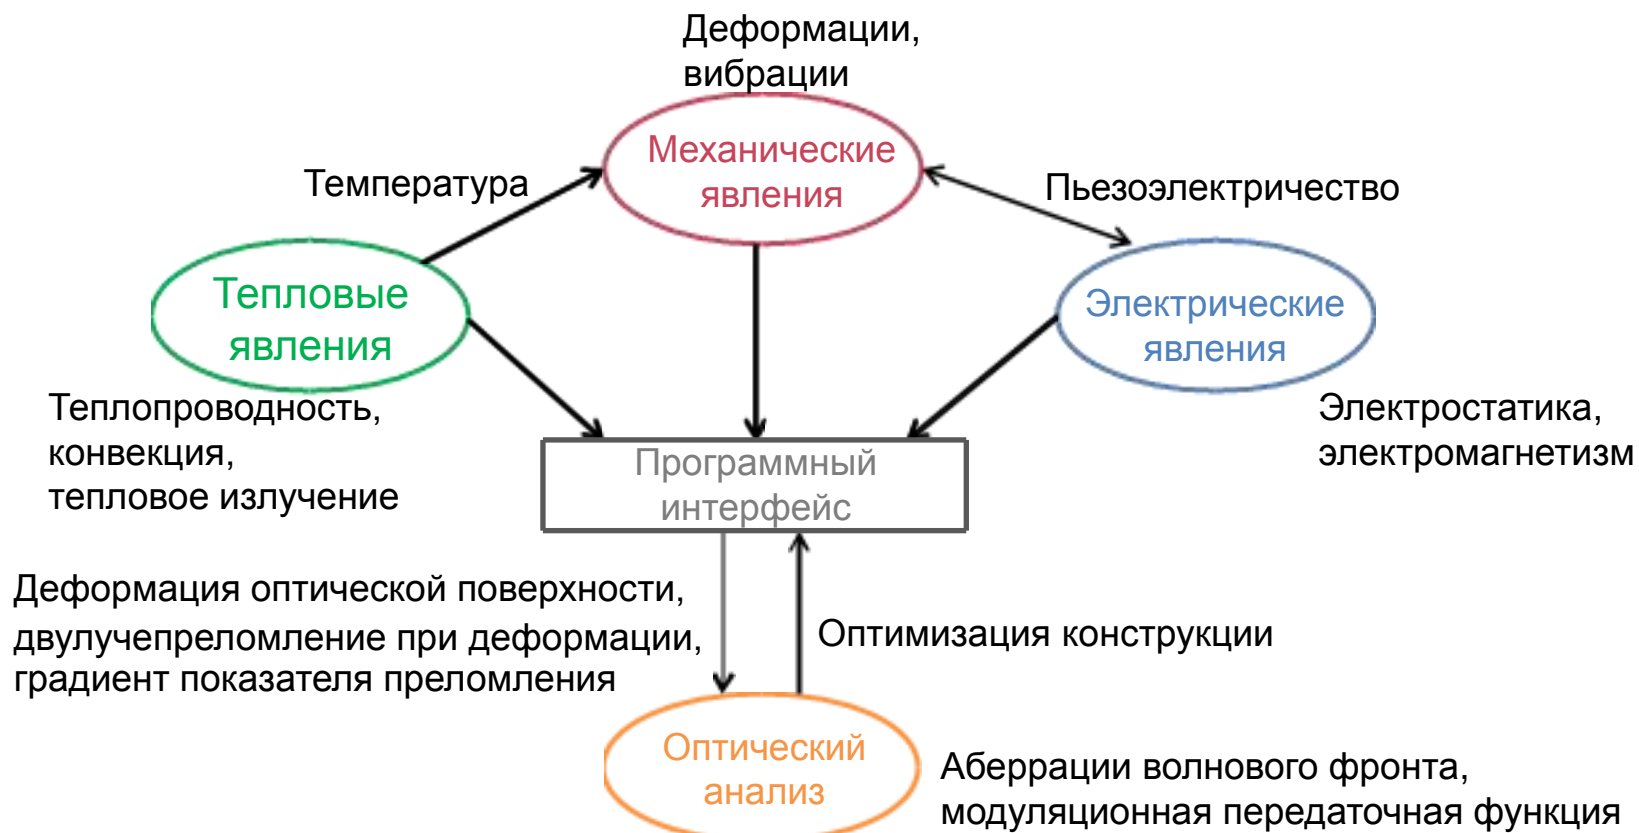 Деформации,
вибрации
Механические
явления
Температура
Пьезоэлектричество
Тепловые
явления
Электрические
явления
Теплопроводность,
конвекция,
тепловое излучение
Электростатика,
электромагнетизм
Программный
интерфейс
Деформация оптической поверхности,
двулучепреломление при деформации,
градиент показателя преломления
Оптимизация конструкции
Оптический
анализ
Аберрации волнового фронта,
модуляционная передаточная функция